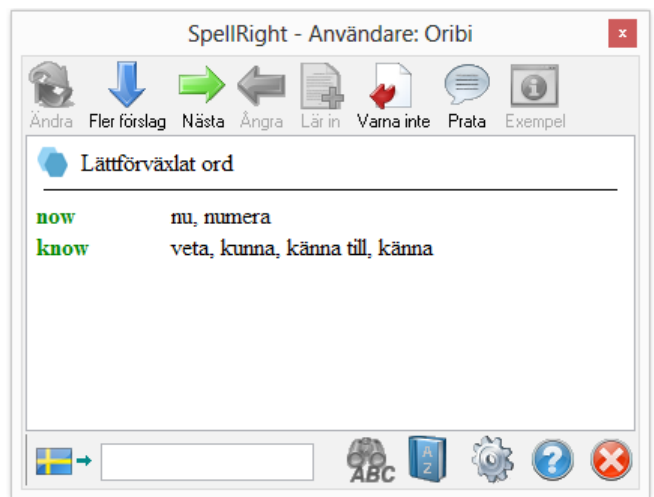 SpellRight - Användare: Oribi
x
Ändra Fler förslag Nästa Ångra Lär in Varna inte Prata Exempel
Lättförväxlat ord
now nu, numera
know veta, kunna, känna till, känna
ABC A Z ?